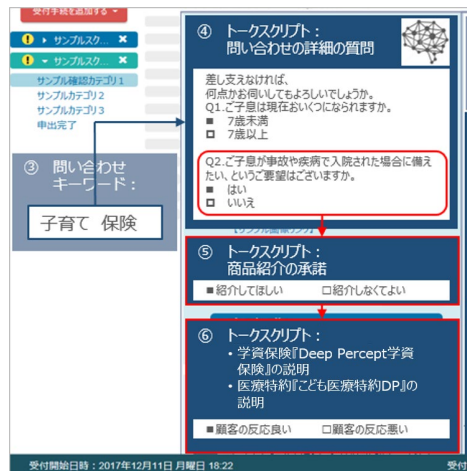 受付手続を追加する
! サンプルスク... ×
! サンプルスク... ×
サンプル確認カテゴリ1
サンプルカテゴリ2
サンプルカテゴリ3
申出完了
③ 問い合わせ
キーワード：
子育て 保険
④ トークスクリプト：
問い合わせの詳細の質問
差し支えなければ、
何点かお伺いしてもよろしいでしょうか。
Q1.ご子息は現在おいくつになられますか。
■ 7歳未満
□ 7歳以上
Q2.ご子息が事故や疾病で入院された場合に備え
たい、というご要望はございますか。
■ はい
□ いいえ
【サンプル画像リンク】
⑤ トークスクリプト：
商品紹介の承諾
■紹介してほしい □紹介しなくてよい
⑥ トークスクリプト：
・学資保険『Deep Percept学資
保険』の説明
・医療特約『こども医療特約DP』の
説明
■顧客の反応良い □顧客の反応悪い
受付開始日時：2017年12月11日 月曜日 18:22
受付